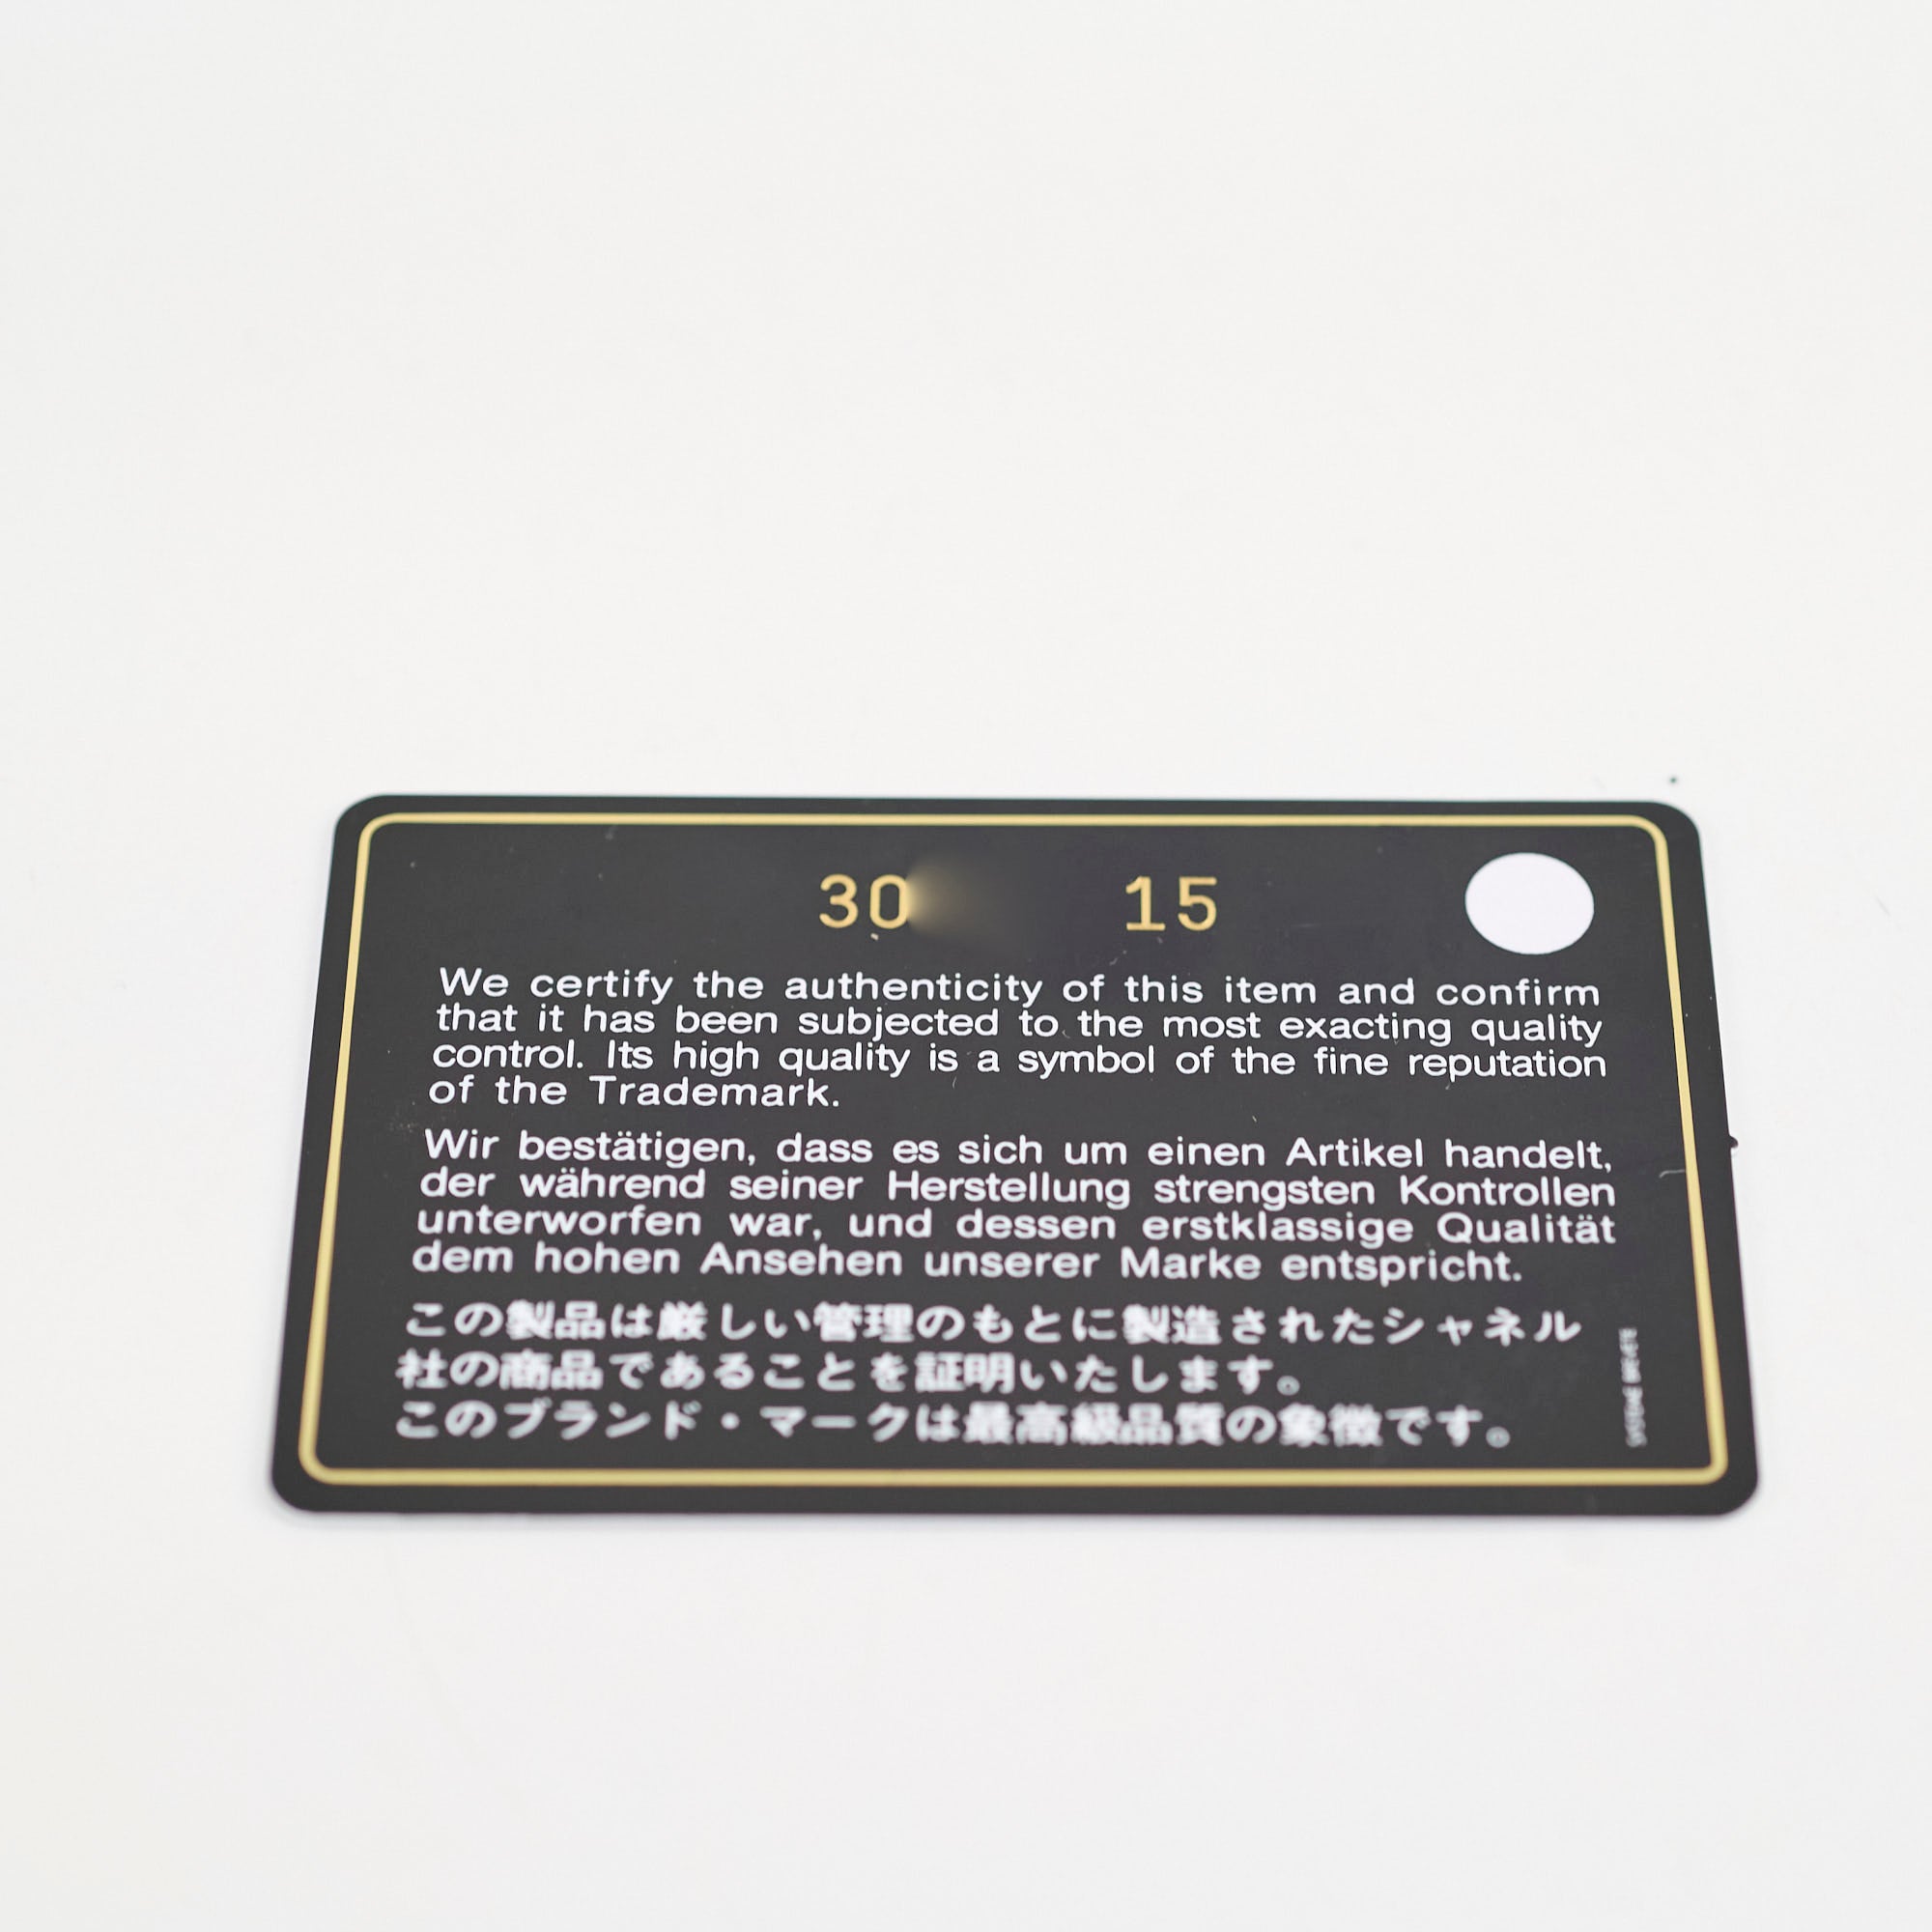 30 15
We certify the authenticity of this item and confirm
that it has been subjected to the most exacting quality
control. Its high quality is a symbol of the fine reputation
of the Trademark.
Wir bestätigen, dass es sich um einen Artikel handelt,
der während seiner Herstellung strengsten Kontrollen
unterworfen war, und dessen erstklassige Qualität
dem hohen Ansehen unserer Marke entspricht.
この製品は厳しい管理のもとに製造されたシャネル
社の商品であることを証明いたします。
このブランド・マークは最高級品質の象徴です。